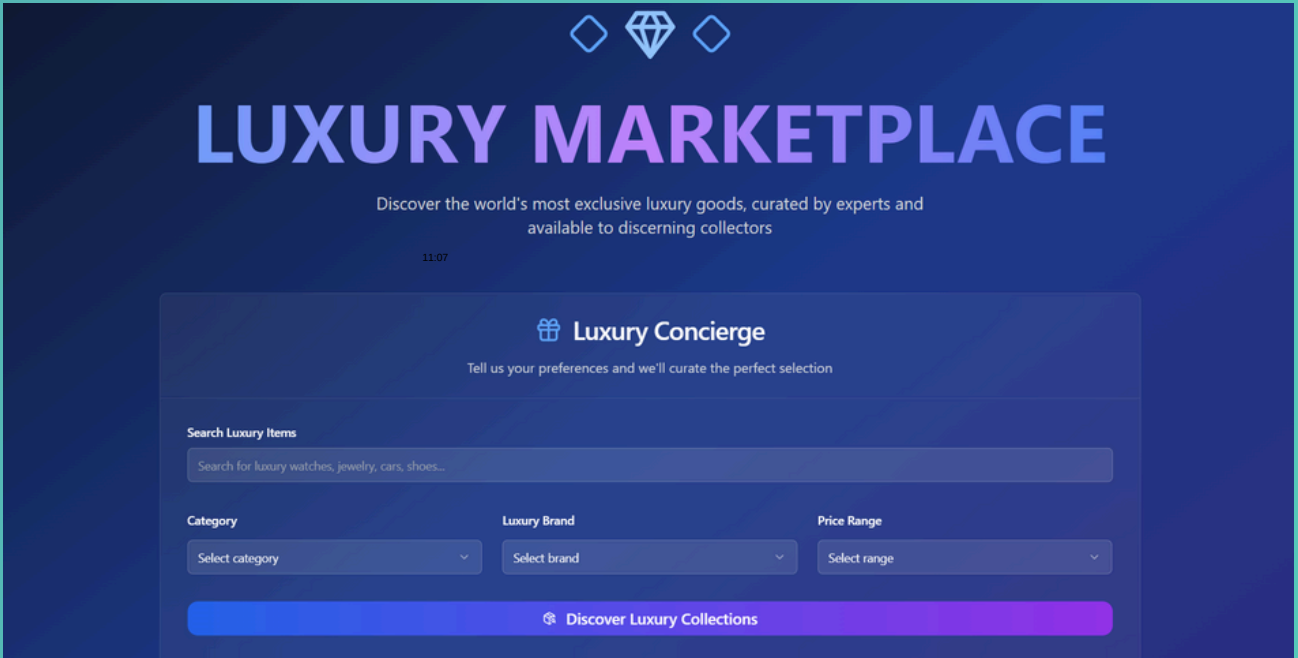 LUXURY MARKETPLACE
Discover the world's most exclusive luxury goods, curated by experts and
available to discerning collectors
11:07
Luxury Concierge
Tell us your preferences and we'll curate the perfect selection
Search Luxury Items
Search for luxury watches, jewelry, cars, shoes...
Category
Luxury Brand
Price Range
Select category
Select brand
Select range
Discover Luxury Collections